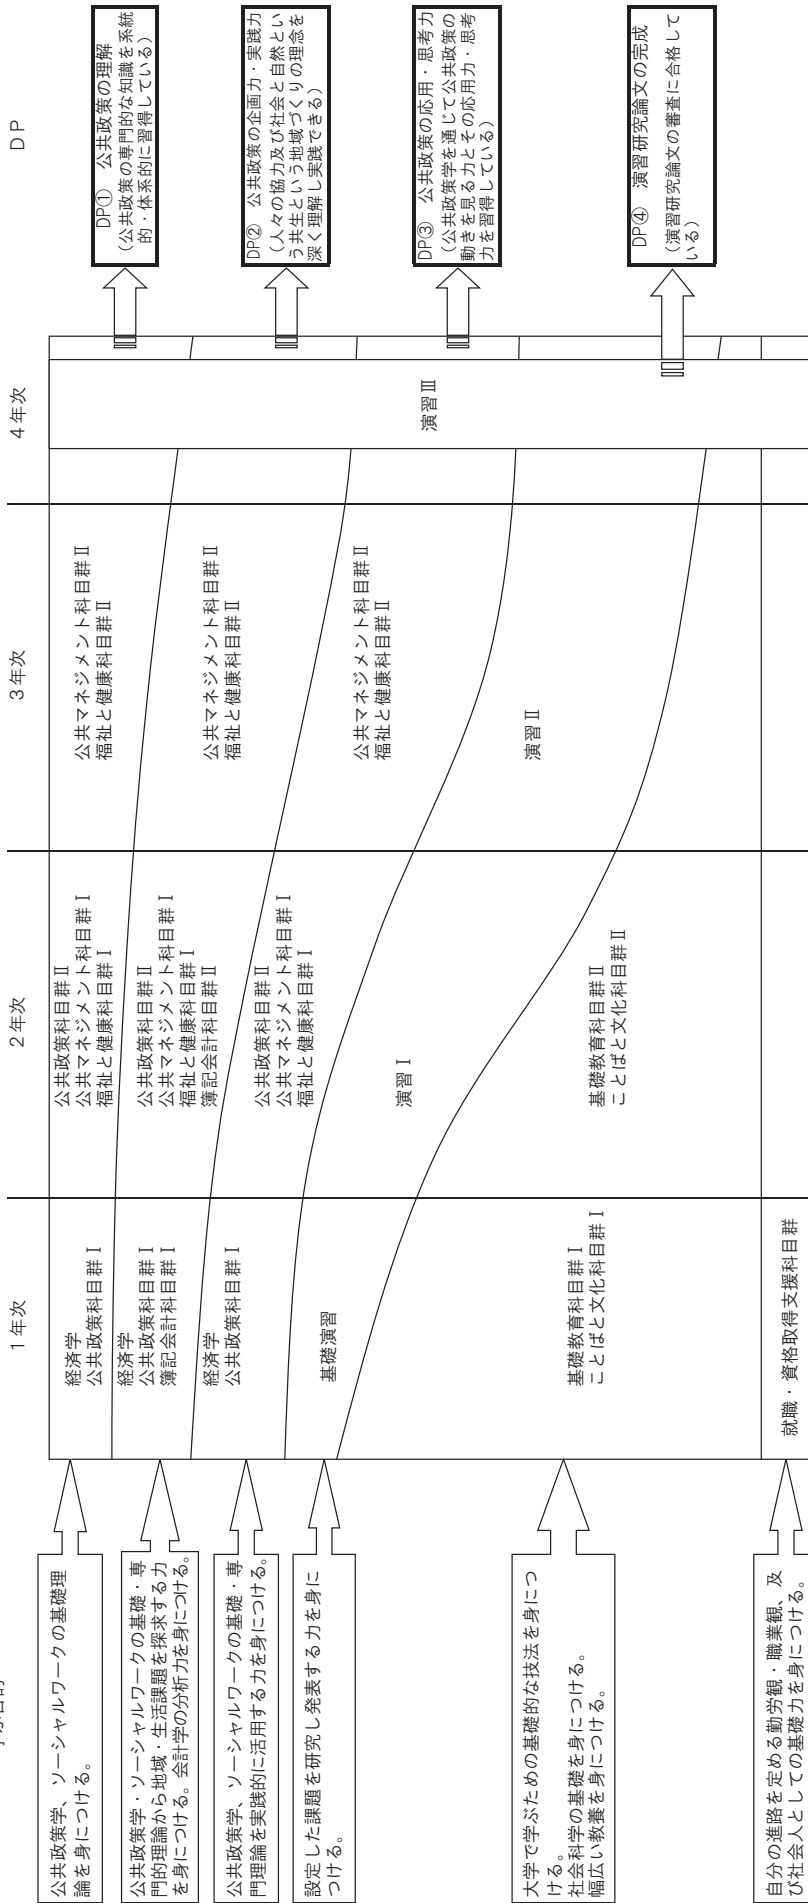 学修目的
1年次
2年次
3年次
4年次
DP
公共政策学、ソーシャルワークの基礎理
論を身につける。
経済学
公共政策科目群Ⅰ
公共政策科目群Ⅱ
公共マネジメント科目群Ⅰ
福祉と健康科目群Ⅰ
公共マネジメント科目群Ⅱ
福祉と健康科目群Ⅱ
DP① 公共政策の理解
(公共政策の専門的な知識を系統
的・体系的に習得している)
公共政策学・ソーシャルワークの基礎・専
門的理論から地域・生活課題を探求する力
を身につける。会計学の分析力を身につける。
経済学
公共政策科目群Ⅰ
簿記会計科目群Ⅰ
公共政策科目群Ⅱ
公共マネジメント科目群Ⅰ
福祉と健康科目群Ⅰ
簿記会計科目群Ⅱ
公共マネジメント科目群Ⅱ
福祉と健康科目群Ⅱ
DP② 公共政策の企画力・実践力
(人々の協力及び社会と自然とい
う共生という地域づくりの理念を
深く理解し実践できる)
公共政策学、ソーシャルワークの基礎・専
門理論を実践的に活用する力を身につける。
経済学
公共政策科目群Ⅰ
公共政策科目群Ⅱ
公共マネジメント科目群Ⅰ
福祉と健康科目群Ⅰ
公共マネジメント科目群Ⅱ
福祉と健康科目群Ⅱ
DP③ 公共政策の応用・思考力
(公共政策学を通じて公共政策の
動きを見る力とその応用力・思考
力を習得している)
設定した課題を研究し発表する力を身に
つける。
基礎演習
演習Ⅰ
演習Ⅱ
演習Ⅲ
DP④ 演習研究論文の完成
(演習研究論文の審査に合格して
いる)
大学で学ぶための基礎的な技法を身につ
ける。
社会科学の基礎を身につける。
幅広い教養を身につける。
基礎教育科目群Ⅰ
ことばと文化科目群Ⅰ
基礎教育科目群Ⅱ
ことばと文化科目群Ⅱ
自分の進路を定める勤労観・職業観、及
び社会人としての基礎力を身につける。
就職・資格取得支援科目群